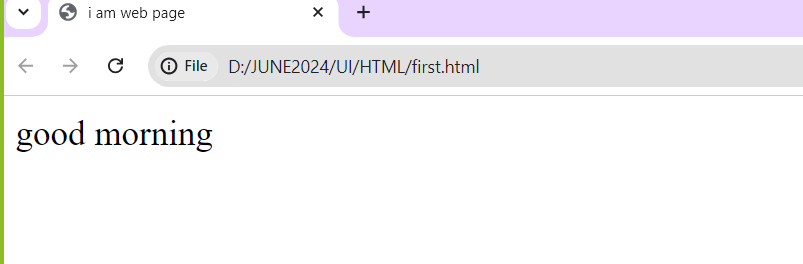 i am web page
File D:/JUNE2024/UI/HTML/first.html
good morning